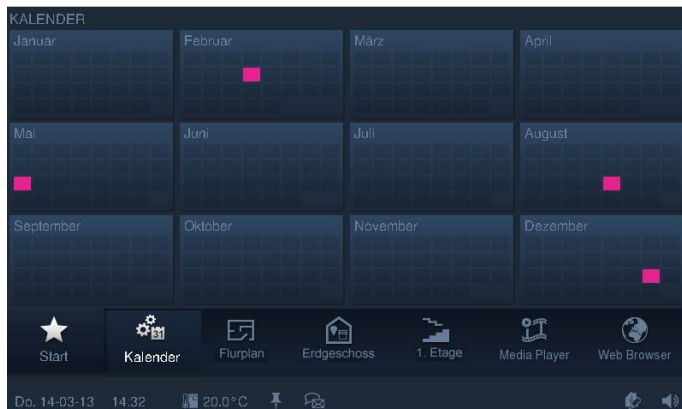 KALENDER
Januar Februar März April
Mai Juni Juli August
September Oktober November Dezember
31
Start Kalender Flurplan Erdgeschoss 1. Etage Media Player Web Browser
Do. 14-03-13 14:32 20.0°C